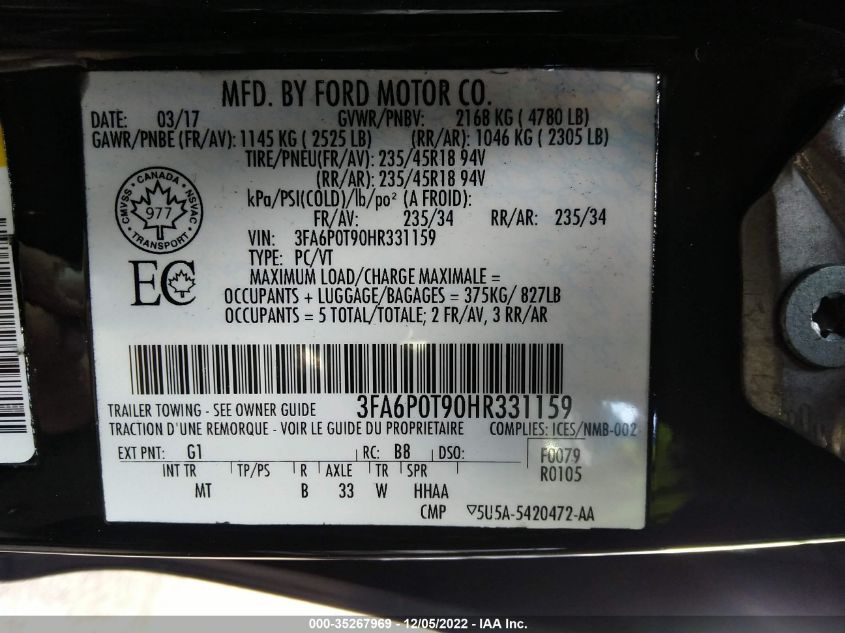 MFD. BY FORD MOTOR CO.
DATE: 03/17 GVWR/PNBV: 2168 KG ( 4780 LB)
GAWR/PNBE (FR/AV): 1145 KG ( 2525 LB) (RR/AR): 1046 KG ( 2305 LB)
TIRE/PNEU(FR/AV): 235/45R18 94V
(RR/AR): 235/45R18 94V
kPa/PSI(COLD)/lb/po² (A FROID):
FR/AV: 235/34 RR/AR: 235/34
CMVSS • CANADA • NSVAC
977
• TRANSPORT •
VIN: 3FA6P0T90HR331159
TYPE: PC/VT
EC
MAXIMUM LOAD/CHARGE MAXIMALE =
OCCUPANTS + LUGGAGE/BAGAGES = 375KG/ 827LB
OCCUPANTS = 5 TOTAL/TOTALE; 2 FR/AV, 3 RR/AR
TRAILER TOWING - SEE OWNER GUIDE 3FA6P0T90HR331159
TRACTION D'UNE REMORQUE - VOIR LE GUIDE DU PROPRIETAIRE COMPLIES: ICES/NMB-002
EXT PNT: G1 RC: B8 DSO: F0079
INT TR TP/PS R AXLE TR SPR R0105
MT B 33 W HHAA
CMP ▽5U5A-5420472-AA
000-35267969 - 12/05/2022 - IAA Inc.